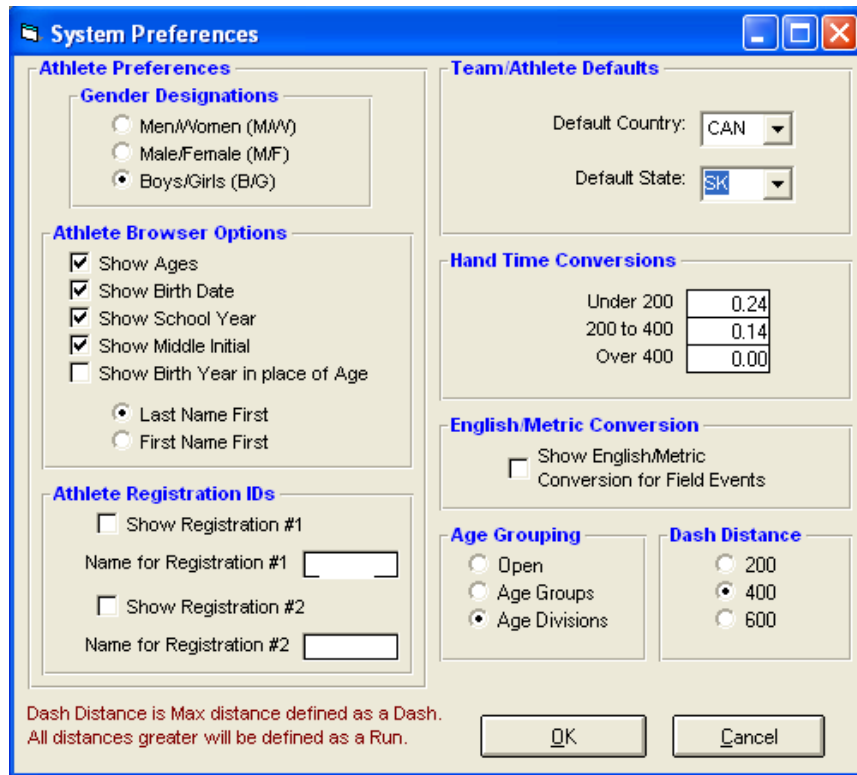 System Preferences
Athlete Preferences
Gender Designations
Men/Women (M/W)
Male/Female (M/F)
Boys/Girls (B/G)
Athlete Browser Options
Show Ages
Show Birth Date
Show School Year
Show Middle Initial
Show Birth Year in place of Age
Last Name First
First Name First
Athlete Registration IDs
Show Registration #1
Name for Registration #1
Show Registration #2
Name for Registration #2
Team/Athlete Defaults
Default Country: CAN
Default State: SK
Hand Time Conversions
Under 200 0.24
200 to 400 0.14
Over 400 0.00
English/Metric Conversion
Show English/Metric
Conversion for Field Events
Age Grouping
Open
Age Groups
Age Divisions
Dash Distance
200
400
600
Dash Distance is Max distance defined as a Dash.
All distances greater will be defined as a Run.
OK
Cancel